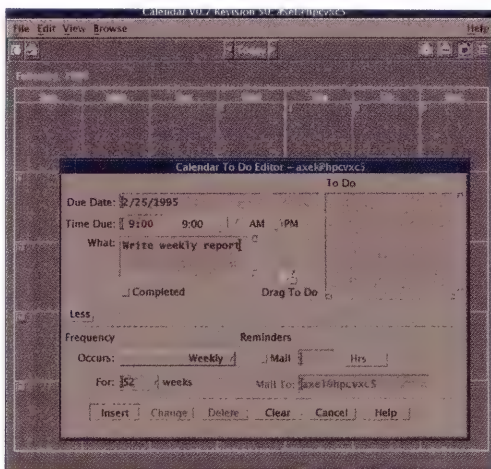 Calendar V0.7 Revision 50: axel@hpcvxc5
File Edit View Browse Help
Calendar To Do Editor – axel@hpcvxc5
To Do
Due Date: 2/25/1995
Time Due: 9:00 9:00 AM PM
What: Write weekly report
Completed Drag To Do
Less
Frequency Reminders
Occurs: Weekly Mail Hrs
For: 52 weeks Mail To: axel@hpcvxc5
Insert Change Delete Clear Cancel Help